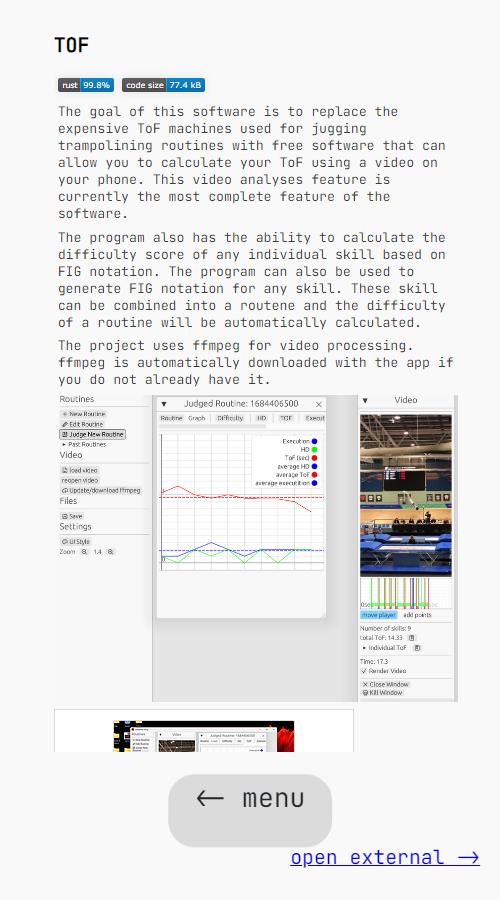 TOF
rust 99.8% code size 77.4 kB
The goal of this software is to replace the
expensive ToF machines used for jugging
trampolining routines with free software that can
allow you to calculate your ToF using a video on
your phone. This video analyses feature is
currently the most complete feature of the
software.
The program also has the ability to calculate the
difficulty score of any individual skill based on
FIG notation. The program can also be used to
generate FIG notation for any skill. These skill
can be combined into a routene and the difficulty
of a routine will be automatically calculated.
The project uses ffmpeg for video processing.
ffmpeg is automatically downloaded with the app if
you do not already have it.
Routines
+ New Routine
Edit Routine
Judge New Routine
▸ Past Routines
Video
load video
reopen video
Update/download ffmpeg
Files
Save
Settings
UI Style
Zoom 1.4
▼ Judged Routine: 1684406500 ×
Routine Graph Difficulty HD TOF Execut
Execution
HD
ToF (sec)
average HD
average ToF
average executition
0
▼ Video
0se
move player add points
Number of skills: 9
total ToF: 14.33
▸ Individual ToF
Time: 17.3
✓ Render Video
× Close Window
Kill Window
← menu
open external →